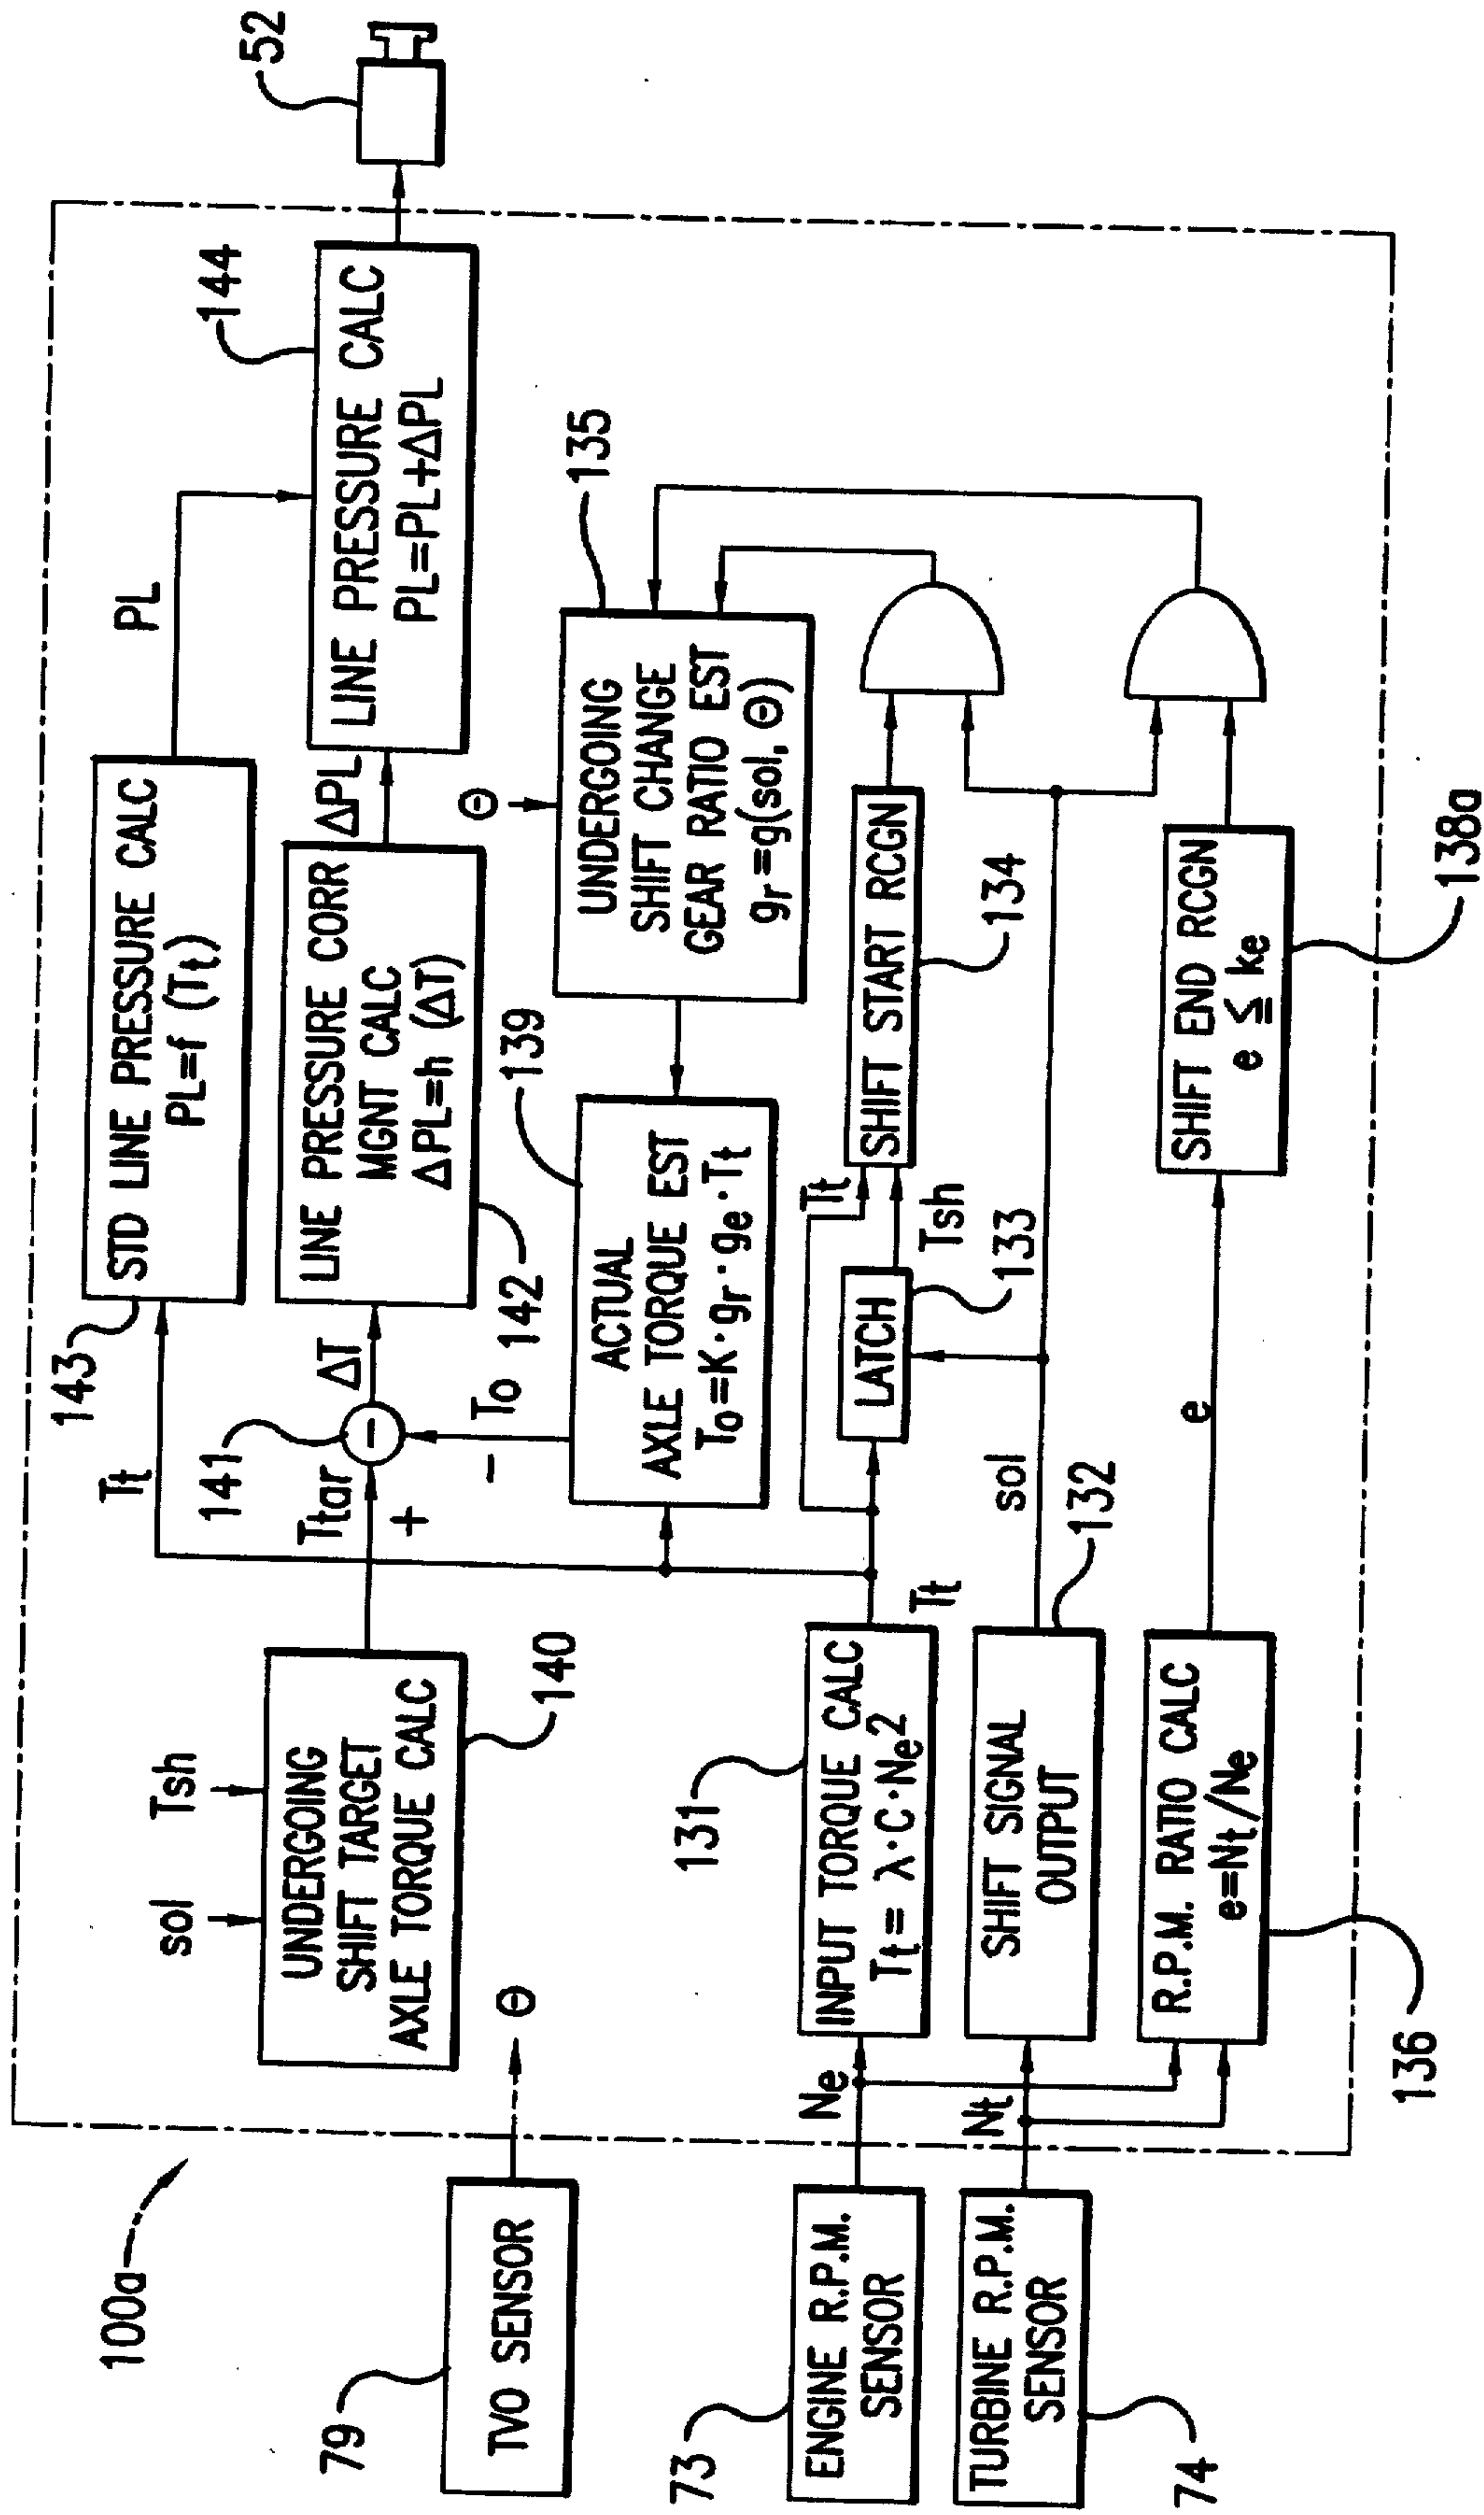 100a
52
144
LINE PRESSURE CALC
PL=PL+ΔPL
PL
143
STD LINE PRESSURE CALC
PL=f (Tt)
Tt
LINE PRESSURE CORR
MGNT CALC
ΔPL=h (ΔT)
142
ΔPL
ΔT
141
Ttar
+
−
−
To
sol
Tsh
UNDERGOING
SHIFT TARGET
AXLE TORQUE CALC
140
139
ACTUAL
AXLE TORQUE EST
To=K·gr·ge·Tt
135
Θ
UNDERGOING
SHIFT CHANGE
GEAR RATIO EST
gr=g(sol, Θ)
79
TVO SENSOR
Θ
73
ENGINE R.P.M.
SENSOR
Ne
131
INPUT TORQUE CALC
Tt= λ·C·Ne2
Tt
LATCH
133
Tt
Tsh
SHIFT START RCGN
134
74
TURBINE R.P.M.
SENSOR
Nt
SHIFT SIGNAL
OUTPUT
132
sol
136
R.P.M. RATIO CALC
e=Nt/Ne
e
SHIFT END RCGN
e ≦ ke
138a